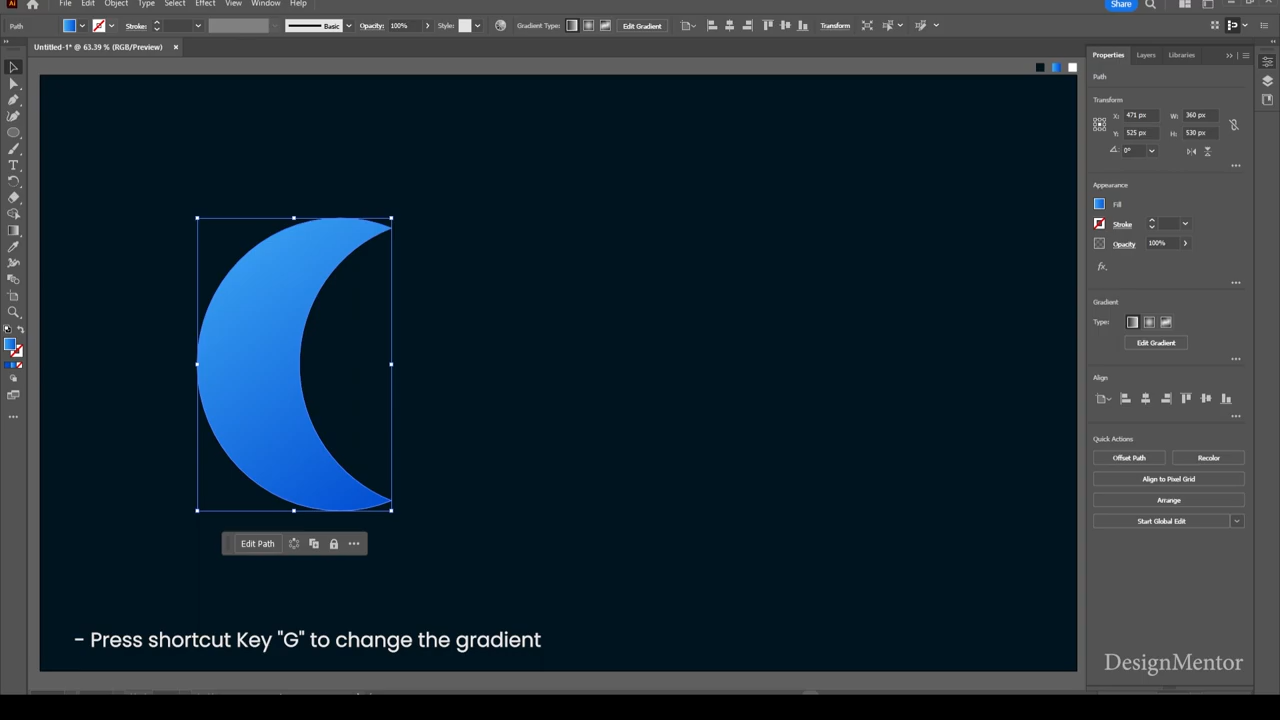 Ai File Edit Object Type Select Effect View Window Help Share
Path Stroke: Basic Opacity: 100% Style: Gradient Type: Edit Gradient Transform
Untitled-1* @ 63.39 % (RGB/Preview) ×
Properties Layers Libraries
Path
Transform
X: 471 px W: 360 px
Y: 525 px H: 530 px
0°
Appearance
Fill
Stroke
Opacity 100%
fx.
Gradient
Type:
Edit Gradient
Align
Quick Actions
Offset Path Recolor
Align to Pixel Grid
Arrange
Start Global Edit
Edit Path
- Press shortcut Key "G" to change the gradient
DesignMentor